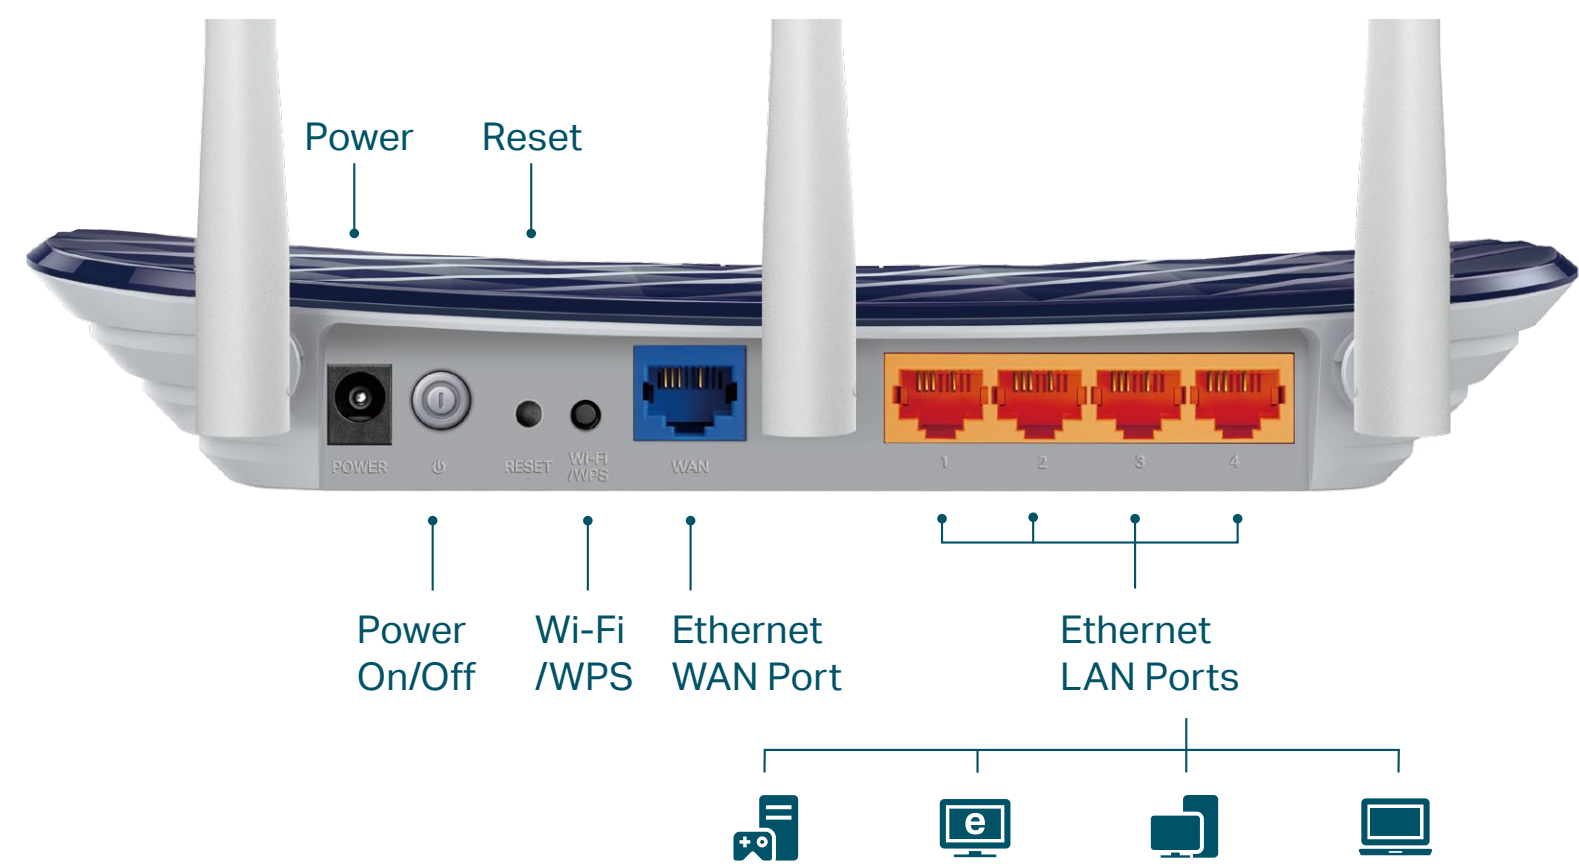 Power
Reset
POWER
RESET
Wi-Fi
/WPS
WAN
1
2
3
4
Power
On/Off
Wi-Fi
/WPS
Ethernet
WAN Port
Ethernet
LAN Ports
e